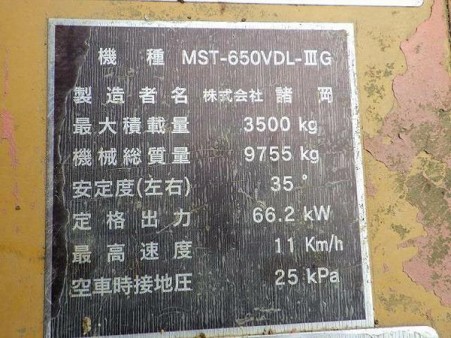 機種 MST-650VDL-ⅢG
製造者名 株式会社 諸岡
最大積載量 3500 kg
機械総質量 9755 kg
安定度(左右) 35°
定格出力 66.2 kW
最高速度 11 Km/h
空車時接地圧 25 kPa